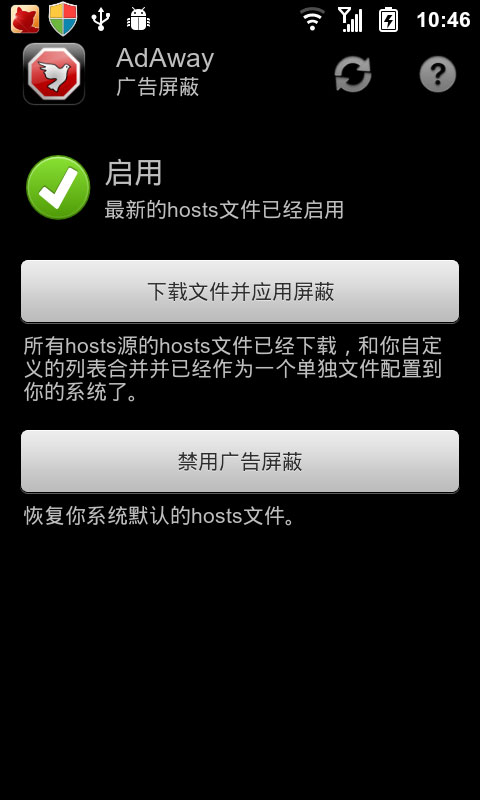 10:46
AdAway
广告屏蔽
启用
最新的hosts文件已经启用
下载文件并应用屏蔽
所有hosts源的hosts文件已经下载，和你自定
义的列表合并并已经作为一个单独文件配置到
你的系统了。
禁用广告屏蔽
恢复你系统默认的hosts文件。